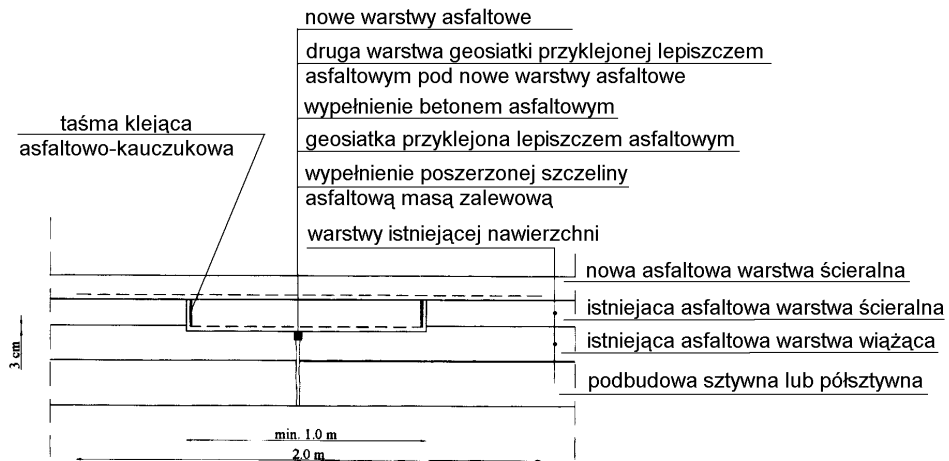 nowe warstwy asfaltowe
druga warstwa geosiatki przyklejonej lepiszczem
asfaltowym pod nowe warstwy asfaltowe
wypełnienie betonem asfaltowym
taśma klejąca
asfaltowo-kauczukowa
geosiatka przyklejona lepiszczem asfaltowym
wypełnienie poszerzonej szczeliny
asfaltową masą zalewową
warstwy istniejącej nawierzchni
nowa asfaltowa warstwa ścieralna
istniejaca asfaltowa warstwa ścieralna
istniejąca asfaltowa warstwa wiążąca
podbudowa sztywna lub półsztywna
3 cm
min. 1.0 m
2.0 m